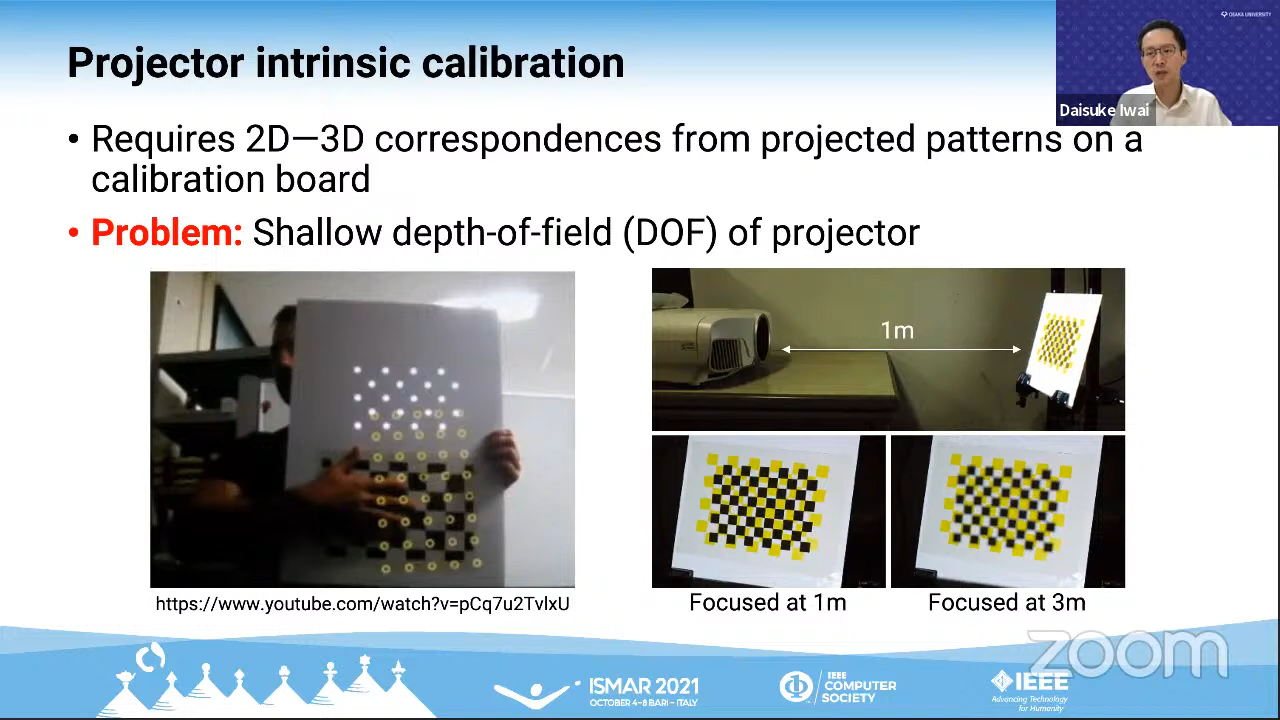 Projector intrinsic calibration
OSAKA UNIVERSITY
Daisuke Iwai
• Requires 2D—3D correspondences from projected patterns on a
calibration board
• Problem: Shallow depth-of-field (DOF) of projector
1m
https://www.youtube.com/watch?v=pCq7u2TvlxU
Focused at 1m
Focused at 3m
zoom
ISMAR 2021
OCTOBER 4–8 BARI – ITALY
IEEE
COMPUTER
SOCIETY
IEEE
Advancing Technology
for Humanity